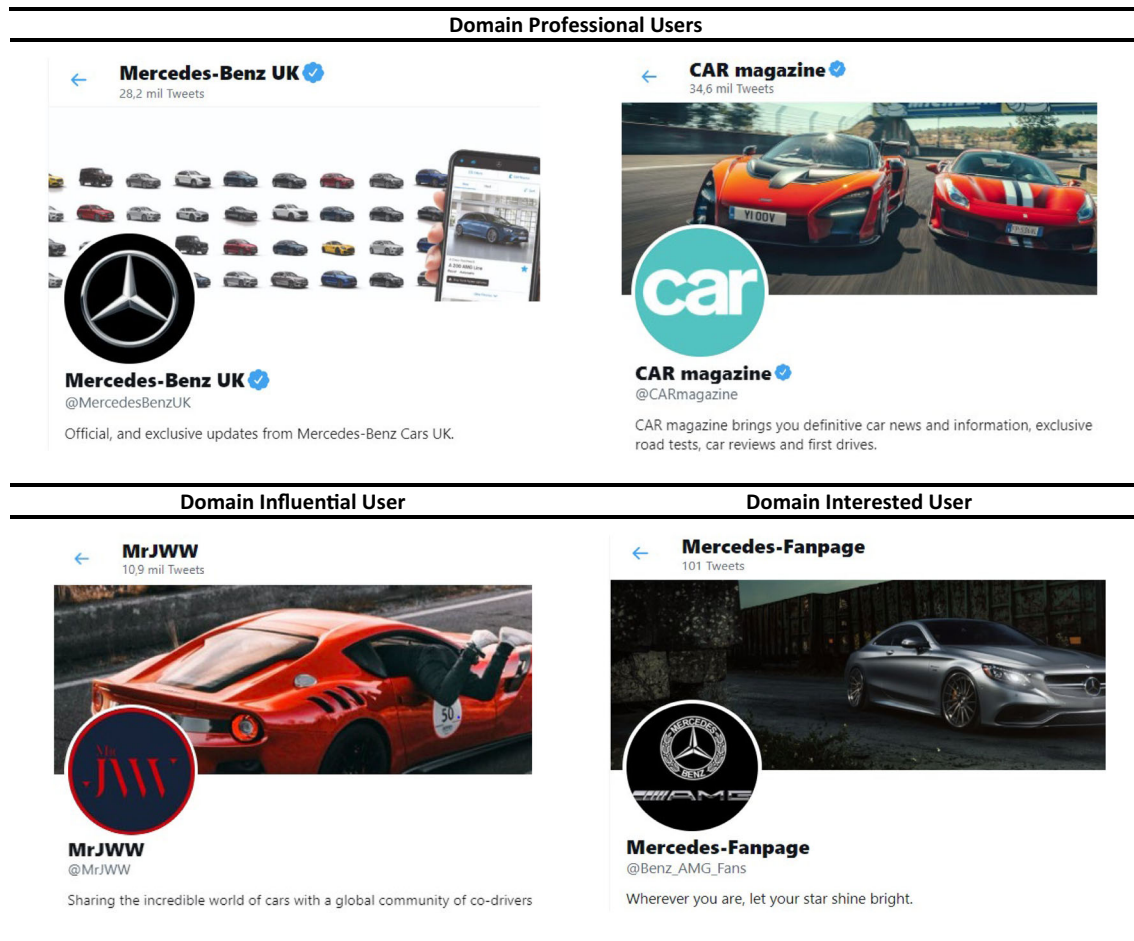 Domain Professional Users
Mercedes-Benz UK
28,2 mil Tweets
Mercedes-Benz UK
@MercedesBenzUK
Official, and exclusive updates from Mercedes-Benz Cars UK.
CAR magazine
34,6 mil Tweets
YI OOV
car
CAR magazine
@CARmagazine
CAR magazine brings you definitive car news and information, exclusive
road tests, car reviews and first drives.
Domain Influential User
MrJWW
10,9 mil Tweets
50
Mr
JWW
MrJWW
@MrJWW
Sharing the incredible world of cars with a global community of co-drivers
Domain Interested User
Mercedes-Fanpage
101 Tweets
MERCEDES
BENZ
AMG
Mercedes-Fanpage
@Benz_AMG_Fans
Wherever you are, let your star shine bright.